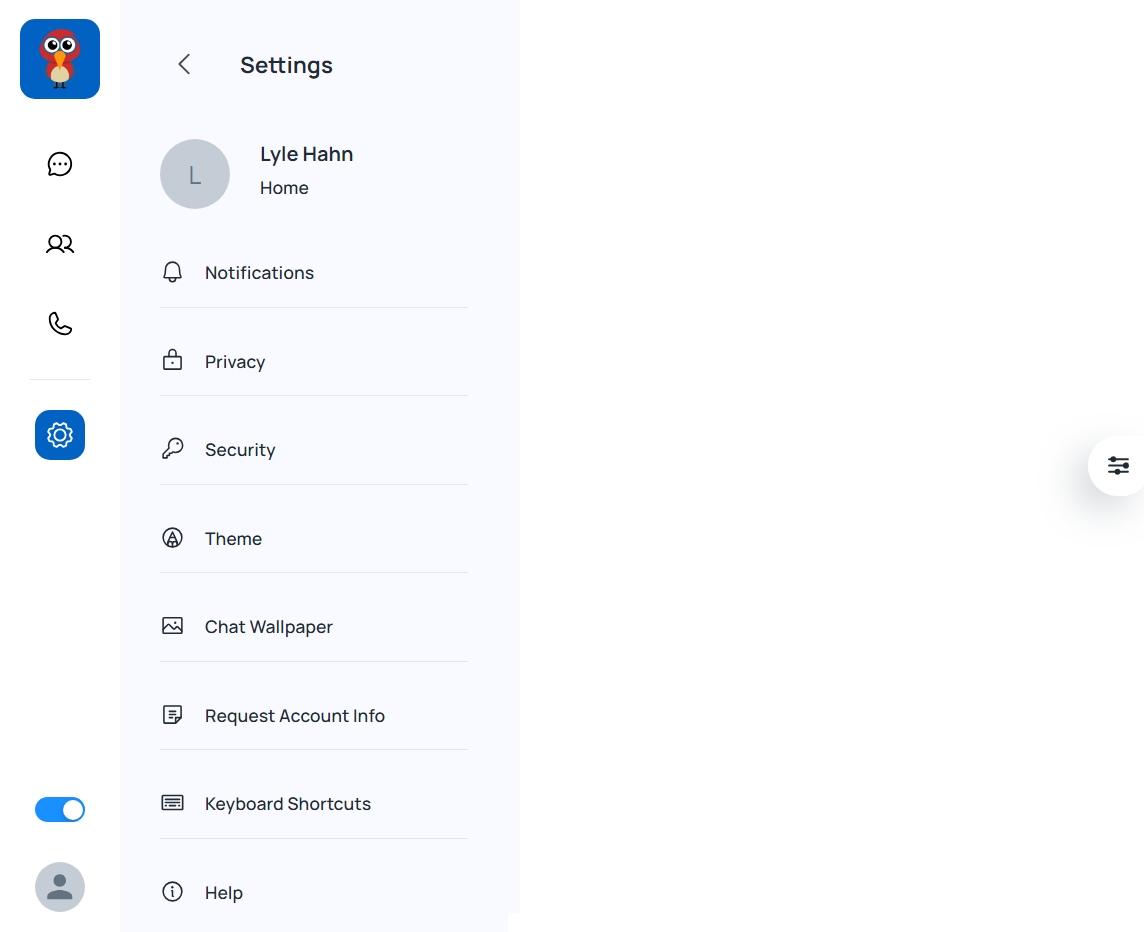 Settings
L
Lyle Hahn
Home
Notifications
Privacy
Security
Theme
Chat Wallpaper
Request Account Info
Keyboard Shortcuts
Help